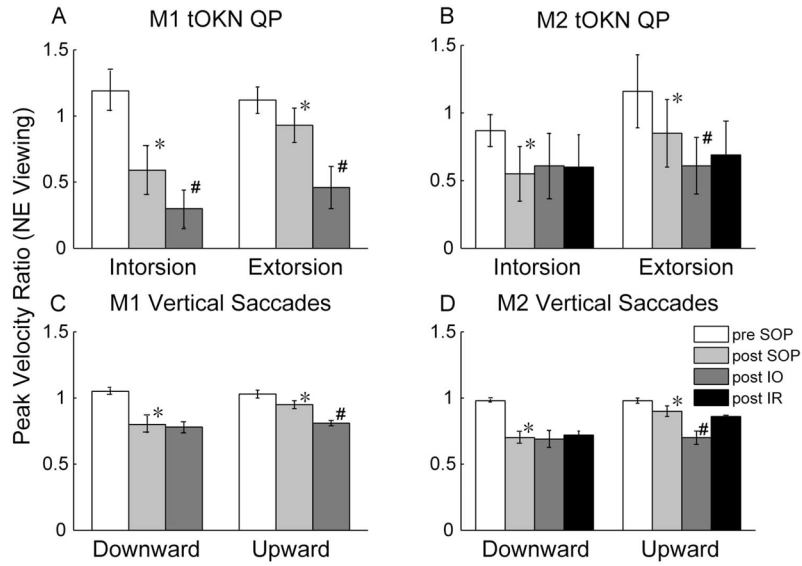 Peak Velocity Ratio (NE Viewing)
A
M1 tOKN QP
1.5
1
0.5
0
*
#
*
#
Intorsion
Extorsion
B
M2 tOKN QP
1.5
1
0.5
0
*
*
#
Intorsion
Extorsion
C
M1 Vertical Saccades
1.5
1
0.5
0
*
*
#
Downward
Upward
D
M2 Vertical Saccades
1.5
1
0.5
0
*
*
#
Downward
Upward
pre SOP
post SOP
post IO
post IR